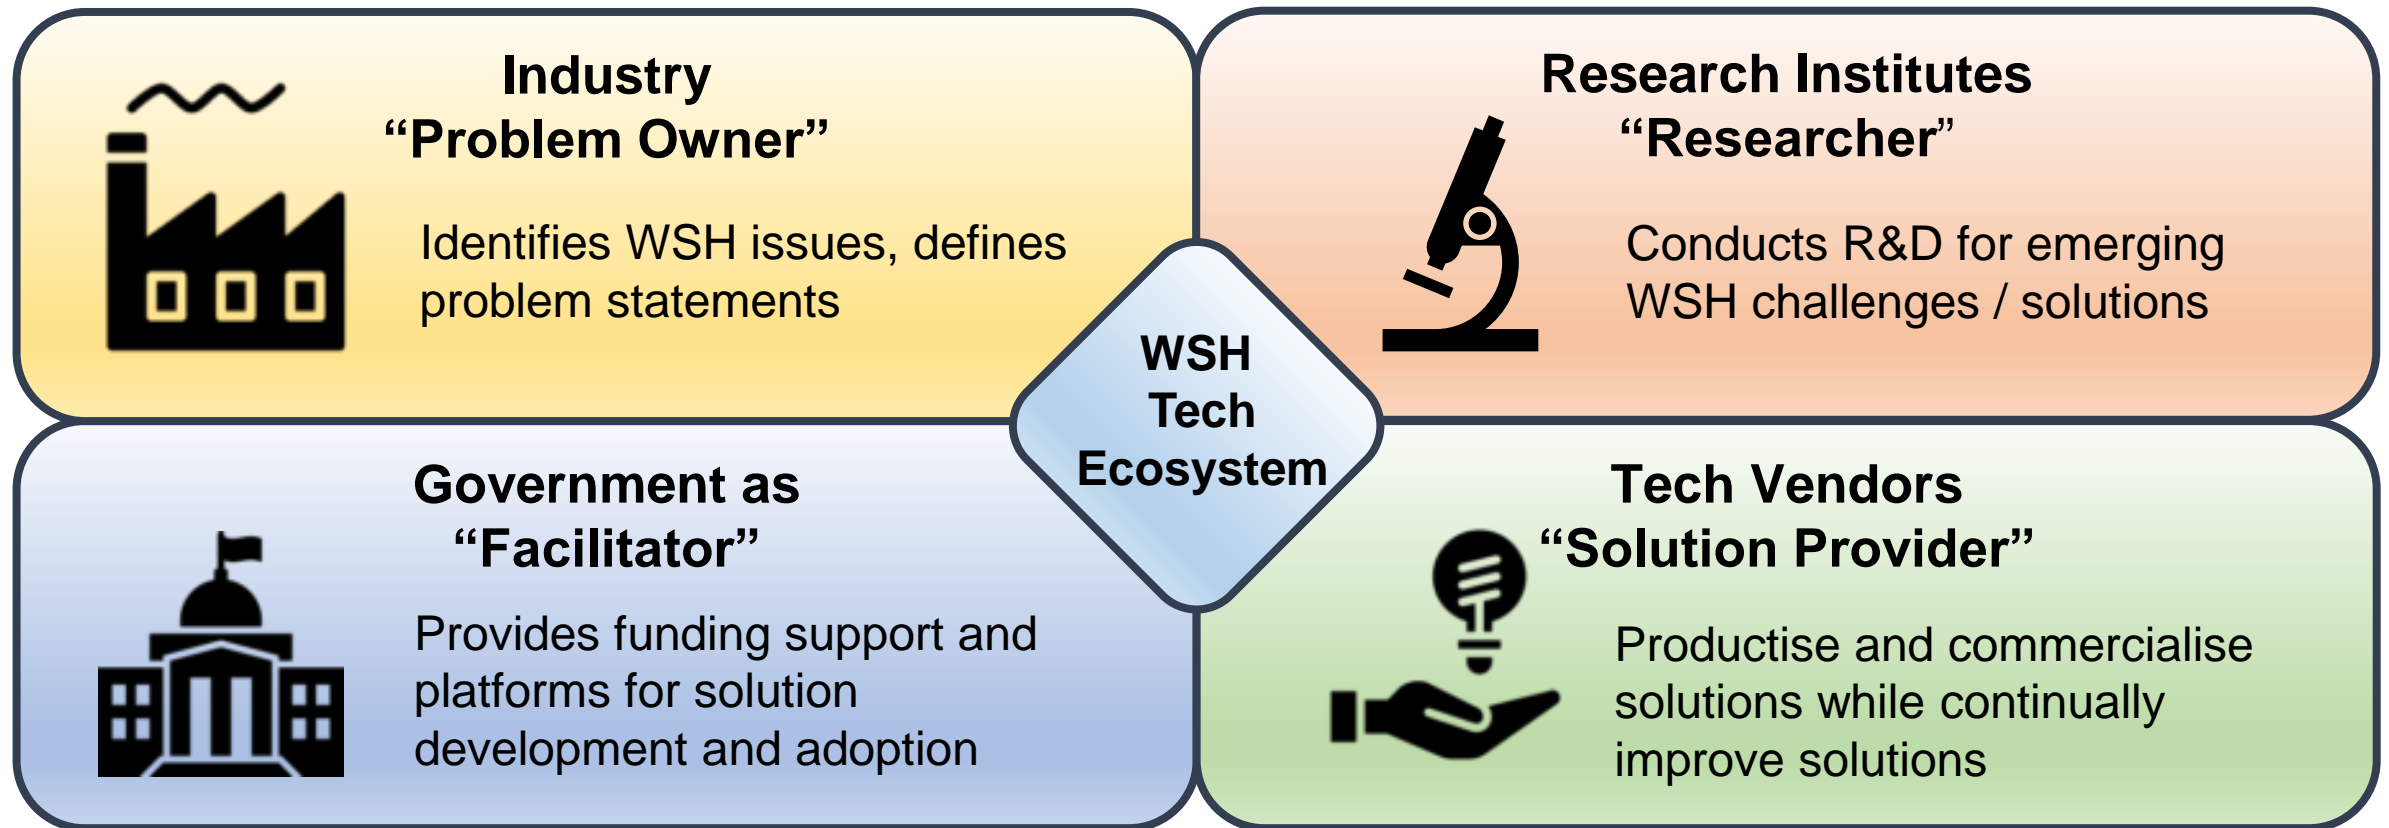 Industry
“Problem Owner”
Identifies WSH issues, defines
problem statements
Research Institutes
“Researcher”
Conducts R&D for emerging
WSH challenges / solutions
WSH
Tech
Ecosystem
Government as
“Facilitator”
Provides funding support and
platforms for solution
development and adoption
Tech Vendors
“Solution Provider”
Productise and commercialise
solutions while continually
improve solutions